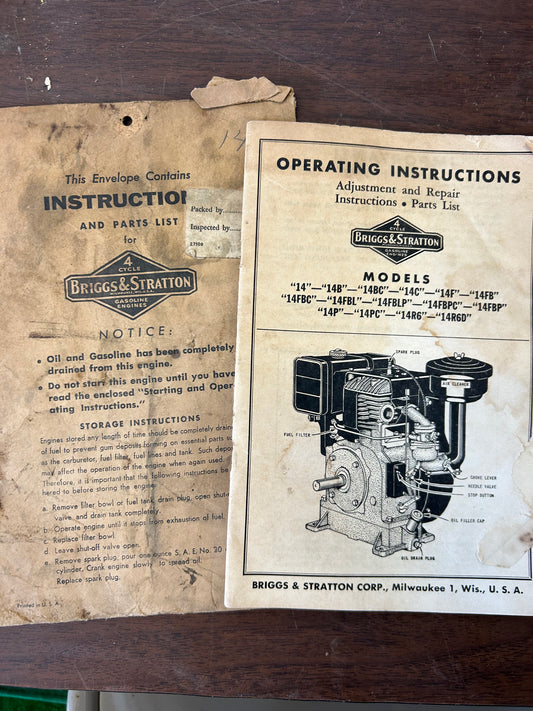 This Envelope Contains
INSTRUCTION
AND PARTS LIST
for
4
CYCLE
BRIGGS & STRATTON
MILWAUKEE, WIS., U.S.A.
GASOLINE
ENGINES
NOTICE:
• Oil and Gasoline has been completely
drained from this engine.
• Do not start this engine until you have
read the enclosed "Starting and Oper-
ating Instructions."
STORAGE INSTRUCTIONS
Engines stored any length of time should be completely drained
of fuel to prevent gum deposits forming on essential parts su
as the carburetor, fuel filter, fuel lines and tank. Such deposi
may affect the operation of the engine when again used.
Therefore, it is important that the following instructions be
hered to before storing the engine:
a. Remove filter bowl or fuel tank drain plug, open shut-
valve, and drain tank completely.
b. Operate engine until it stops from exhaustion of fuel.
c. Replace filter bowl.
d. Leave shut-off valve open.
e. Remove spark plug, pour one ounce S. A. E. No. 20
cylinder. Crank engine slowly to spread oil.
Replace spark plug.
Printed in U. S. A.
14
Packed by
Inspected by
27908
OPERATING INSTRUCTIONS
Adjustment and Repair
Instructions • Parts List
4
CYCLE
BRIGGS & STRATTON
GASOLINE
ENGINES
MODELS
"14"—"14B"—"14BC"—"14C"—"14F"—"14FB"
"14FBC"—"14FBL"—"14FBLP"—"14FBPC"—"14FBP"
"14P"—"14PC"—"14R6"—"14R6D"
SPARK PLUG
AIR CLEANER
FUEL FILTER
CHOKE LEVER
NEEDLE VALVE
STOP BUTTON
OIL FILLER CAP
OIL DRAIN PLUG
BRIGGS & STRATTON CORP., Milwaukee 1, Wis., U. S. A.